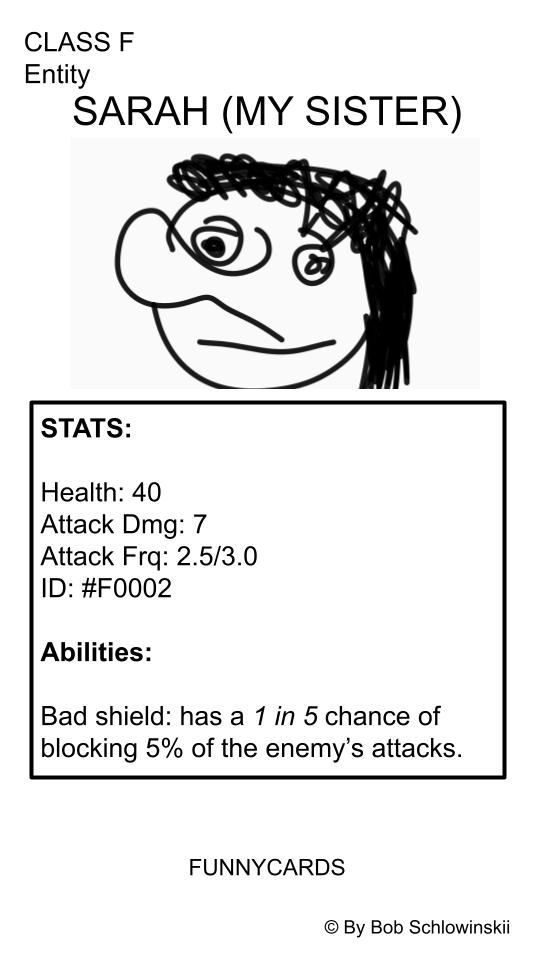 CLASS F
Entity
SARAH (MY SISTER)
STATS:
Health: 40
Attack Dmg: 7
Attack Frq: 2.5/3.0
ID: #F0002
Abilities:
Bad shield: has a 1 in 5 chance of
blocking 5% of the enemy’s attacks.
FUNNYCARDS
© By Bob Schlowinskii